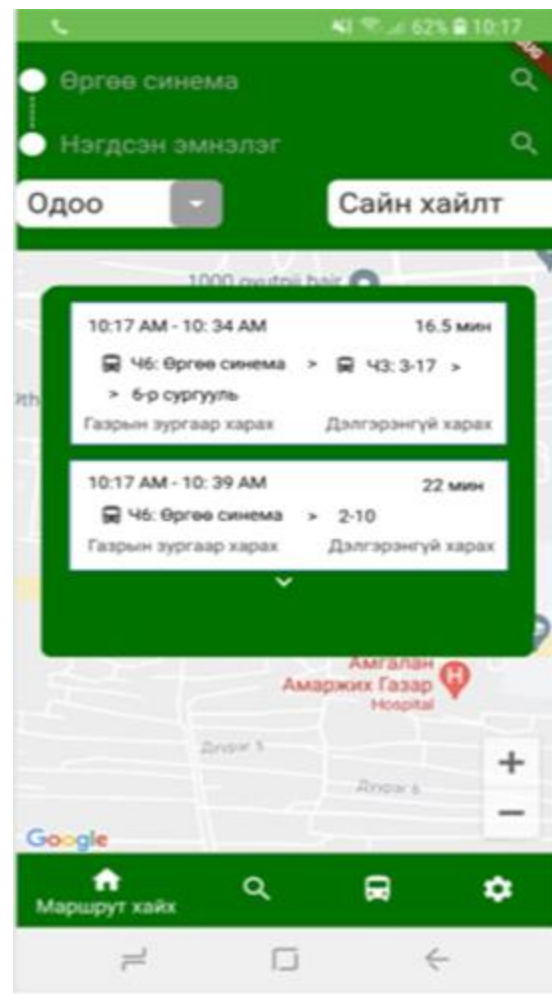 62% 10:17
Өргөө синема
Нэгдсэн эмнэлэг
Одоо
Сайн хайлт
10:17 AM - 10: 34 AM 16.5 мин
Ч6: Өргөө синема > Ч3: 3-17 >
> 6-р сургууль
Газрын зургаар харах Дэлгэрэнгүй харах
10:17 AM - 10: 39 AM 22 мин
Ч6: Өргөө синема > 2-10
Газрын зургаар харах Дэлгэрэнгүй харах
Амгалан
Амаржих Газар
Hospital
+
−
Google
Маршрут хайх